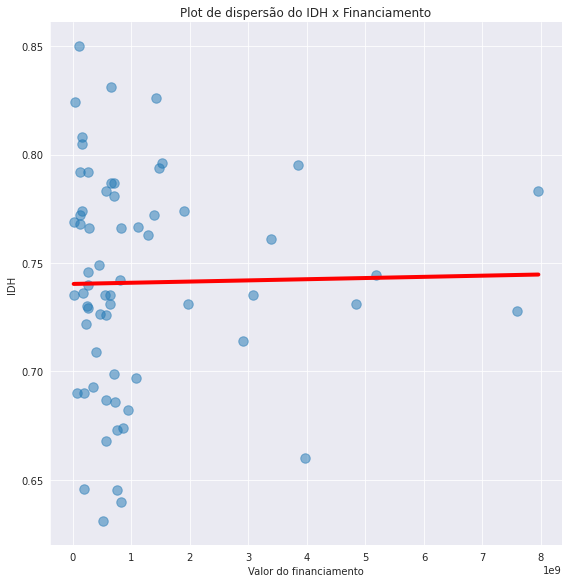 Plot de dispersão do IDH x Financiamento
0.85
0.80
0.75
0.70
0.65
IDH
0 1 2 3 4 5 6 7 8
1e9
Valor do financiamento